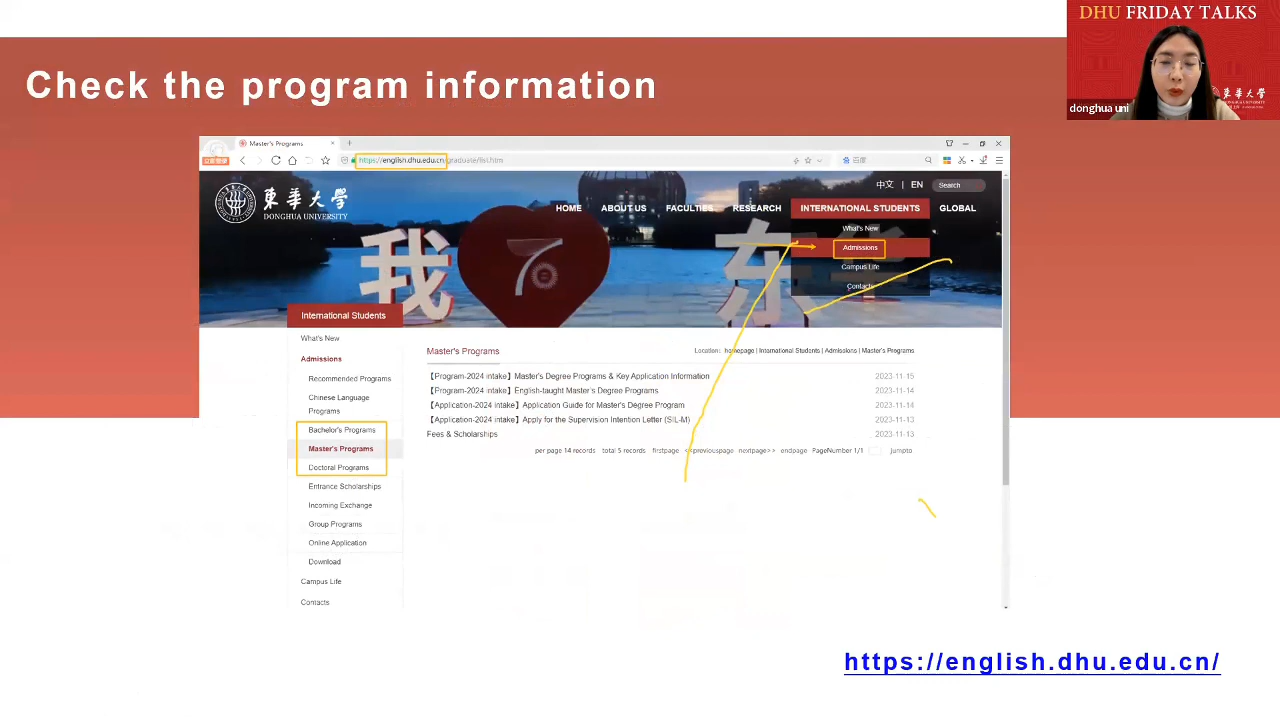 DHU FRIDAY TALKS
donghua uni
東華大學
Check the program information
Master's Programs
https://english.dhu.edu.cn/graduate/list.htm
百度
東華大學
DONGHUA UNIVERSITY
中文 | EN
Search
HOME ABOUT US FACULTIES RESEARCH INTERNATIONAL STUDENTS GLOBAL
What's New
Admissions
Campus Life
Contacts
我
70
东
International Students
What's New
Admissions
Recommended Programs
Chinese Language
Programs
Bachelor's Programs
Master's Programs
Doctoral Programs
Entrance Scholarships
Incoming Exchange
Group Programs
Online Application
Download
Campus Life
Contacts
Master's Programs
Location: homepage | International Students | Admissions | Master's Programs
【Program-2024 intake】Master's Degree Programs & Key Application Information 2023-11-15
【Program-2024 intake】English-taught Master's Degree Programs 2023-11-14
【Application-2024 intake】Application Guide for Master's Degree Program 2023-11-14
【Application-2024 intake】Apply for the Supervision Intention Letter (SIL-M) 2023-11-13
Fees & Scholarships 2023-11-13
per page 14 records total 5 records firstpage <<previouspage nextpage>> endpage PageNumber 1/1 jumpto
https://english.dhu.edu.cn/